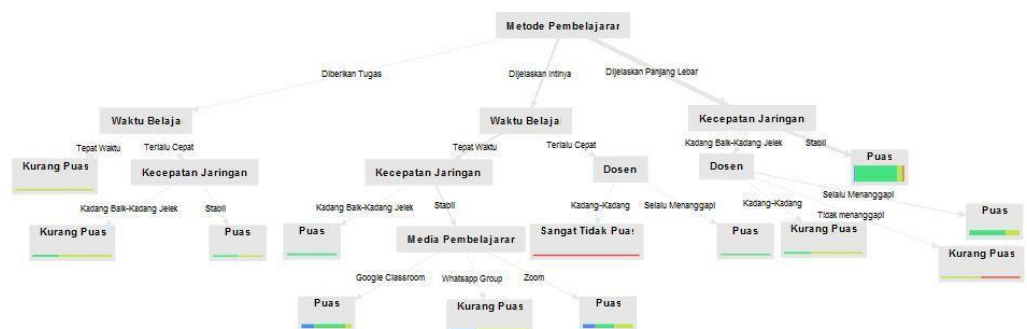 Metode Pembelajarar
Diberikan Tugas
Dijelaskan Intinya
Dijelaskan Panjang Lebar
Waktu Belaja
Waktu Belaja
Kecepatan Jaringan
Tepat Waktu
Terlalu Cepat
Tepat Waktu
Terlalu Cepat
Kadang Baik-Kadang Jelek
Stabil
Kurang Puas
Kecepatan Jaringan
Kecepatan Jaringan
Dosen
Dosen
Puas
Kadang Baik-Kadang Jelek
Stabil
Kadang Baik-Kadang Jelek
Stabil
Kadang-Kadang
Selalu Menanggapi
Kadang-Kadang
Tidak menanggapi
Selalu Menanggapi
Kurang Puas
Puas
Puas
Media Pembelajarar
Sangat Tidak Puas
Puas
Kurang Puas
Puas
Kurang Puas
Google Classroom
Whatsapp Group
Zoom
Puas
Kurang Puas
Puas